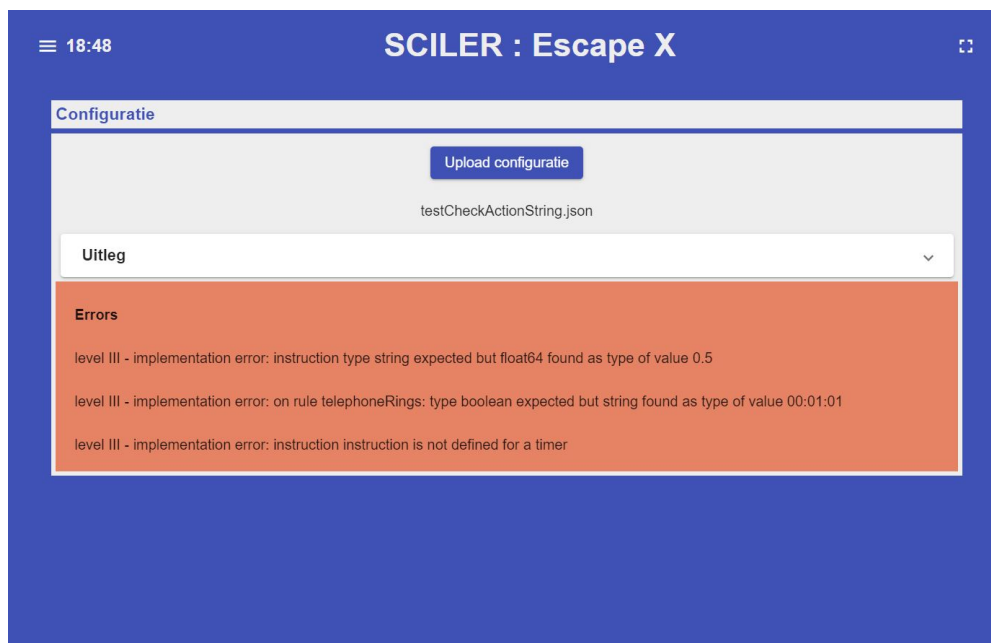 18:48
SCILER : Escape X
Configuratie
Upload configuratie
testCheckActionString.json
Uitleg
Errors
level III - implementation error: instruction type string expected but float64 found as type of value 0.5
level III - implementation error: on rule telephoneRings: type boolean expected but string found as type of value 00:01:01
level III - implementation error: instruction instruction is not defined for a timer